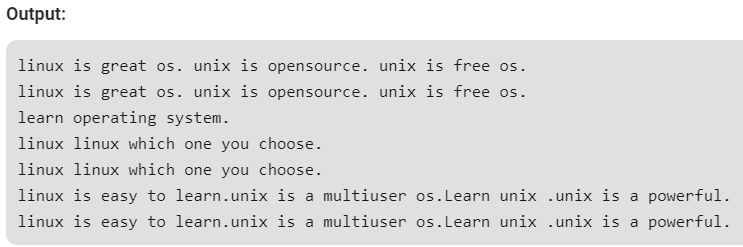 Output:
linux is great os. unix is opensource. unix is free os.
linux is great os. unix is opensource. unix is free os.
learn operating system.
linux linux which one you choose.
linux linux which one you choose.
linux is easy to learn.unix is a multiuser os.Learn unix .unix is a powerful.
linux is easy to learn.unix is a multiuser os.Learn unix .unix is a powerful.